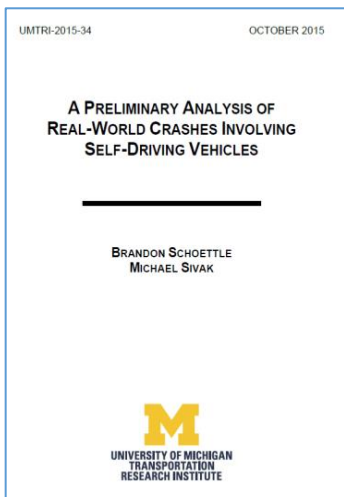 UMTRI-2015-34 OCTOBER 2015
A PRELIMINARY ANALYSIS OF
REAL-WORLD CRASHES INVOLVING
SELF-DRIVING VEHICLES
BRANDON SCHOETTLE
MICHAEL SIVAK
M
UNIVERSITY OF MICHIGAN
TRANSPORTATION
RESEARCH INSTITUTE